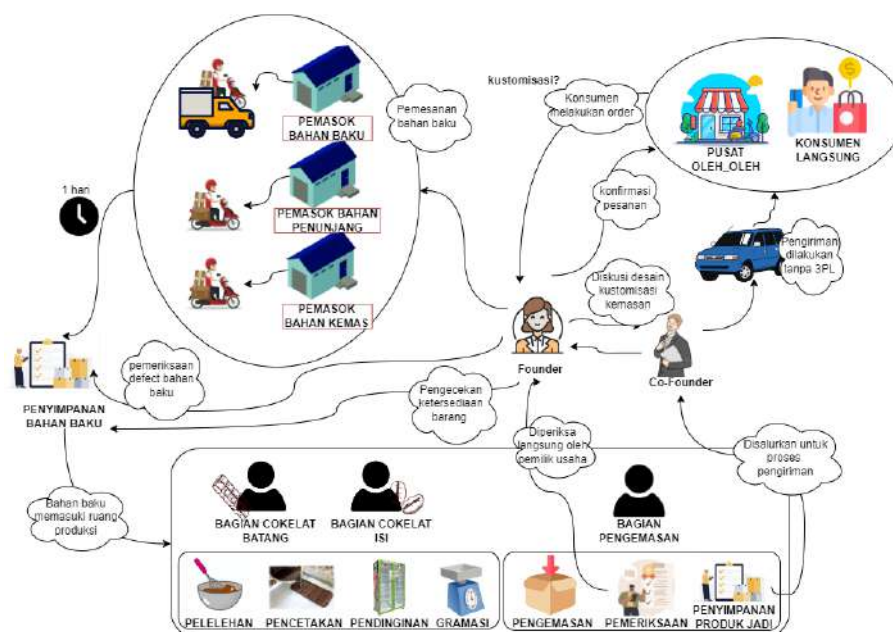 kustomisasi?
Konsumen
melakukan order
PEMASOK
BAHAN BAKU
Pemesanan
bahan baku
PUSAT
OLEH_OLEH
KONSUMEN
LANGSUNG
1 hari
PEMASOK BAHAN
PENUNJANG
konfirmasi
pesanan
Pengiriman
dilakukan
tanpa 3PL
PEMASOK
BAHAN KEMAS
Diskusi desain
kustomisasi
kemasan
Founder
Co-Founder
pemeriksaan
defect bahan
baku
PENYIMPANAN
BAHAN BAKU
Pengecekan
ketersediaan
barang
Diperiksa
langsung oleh
pemilik usaha
Disalurkan untuk
proses
pengiriman
Bahan baku
memasuki ruang
produksi
BAGIAN COKELAT
BATANG
BAGIAN COKELAT
ISI
BAGIAN
PENGEMASAN
PELELEHAN
PENCETAKAN
PENDINGINAN
GRAMASI
PENGEMASAN
PEMERIKSAAN
PENYIMPANAN
PRODUK JADI